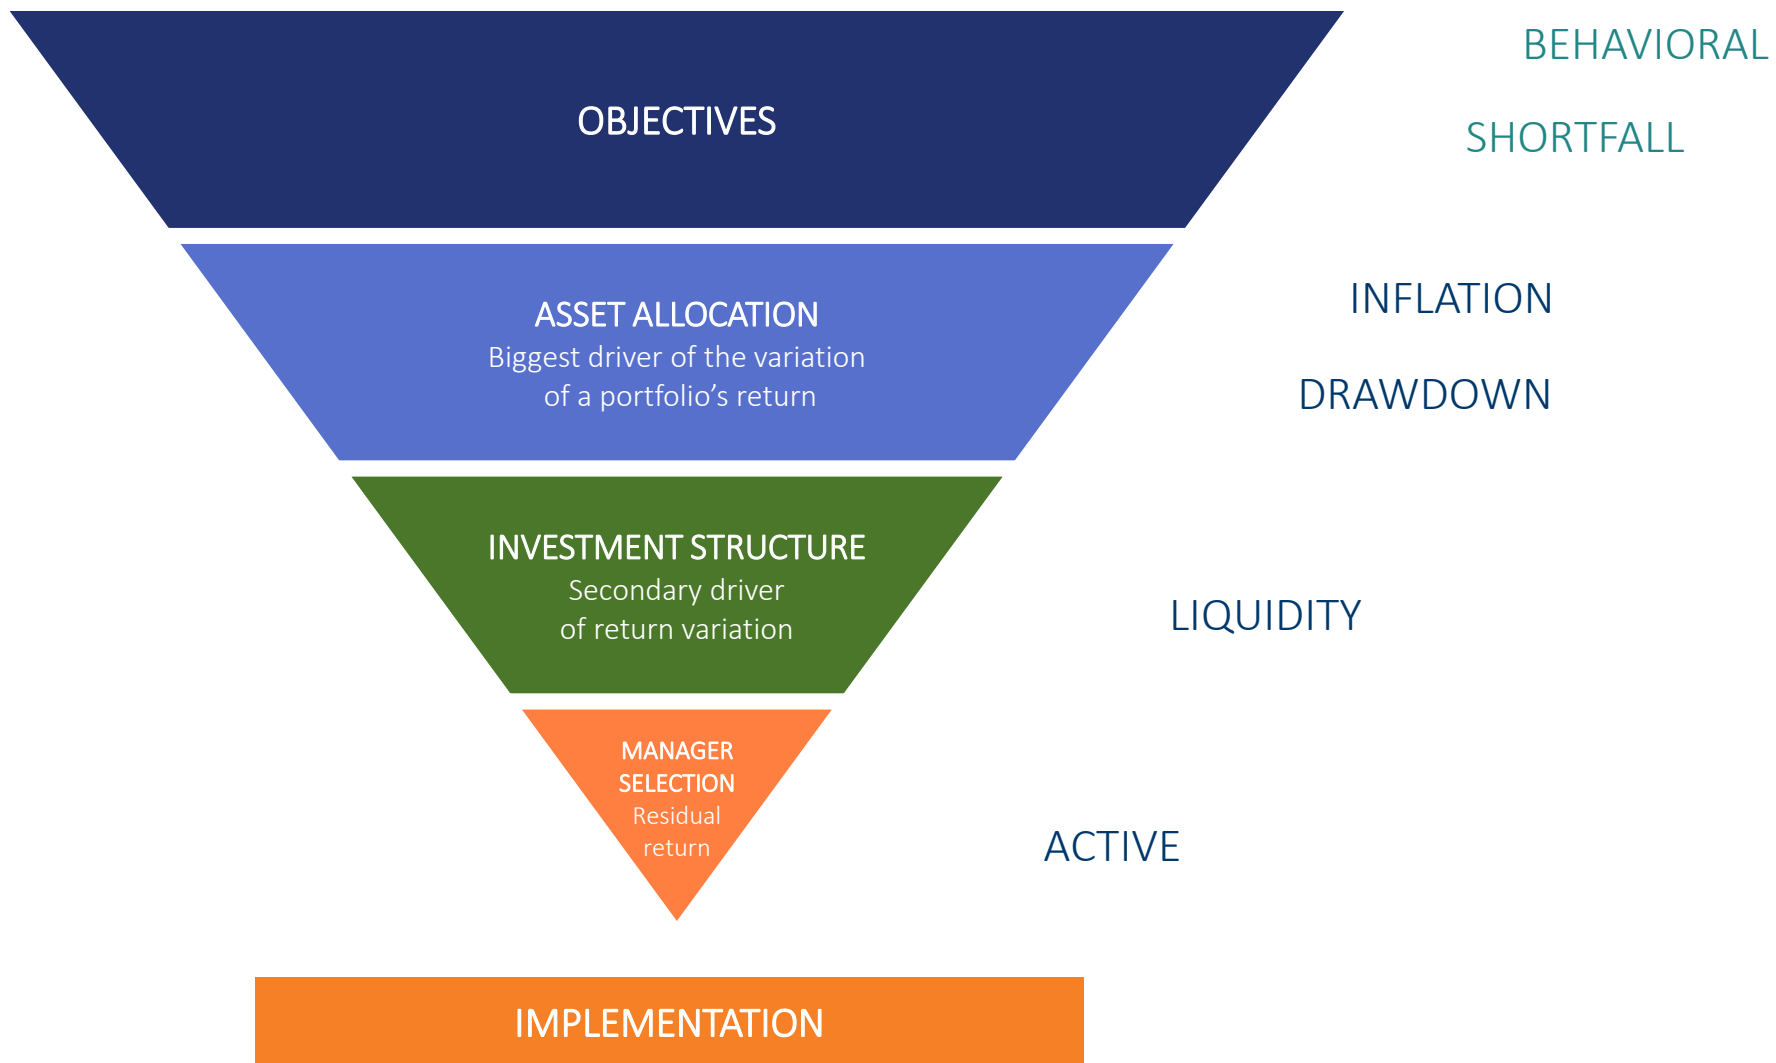 BEHAVIORAL
OBJECTIVES
SHORTFALL
ASSET ALLOCATION
Biggest driver of the variation
of a portfolio’s return
INFLATION
DRAWDOWN
INVESTMENT STRUCTURE
Secondary driver
of return variation
LIQUIDITY
MANAGER
SELECTION
Residual
return
ACTIVE
IMPLEMENTATION